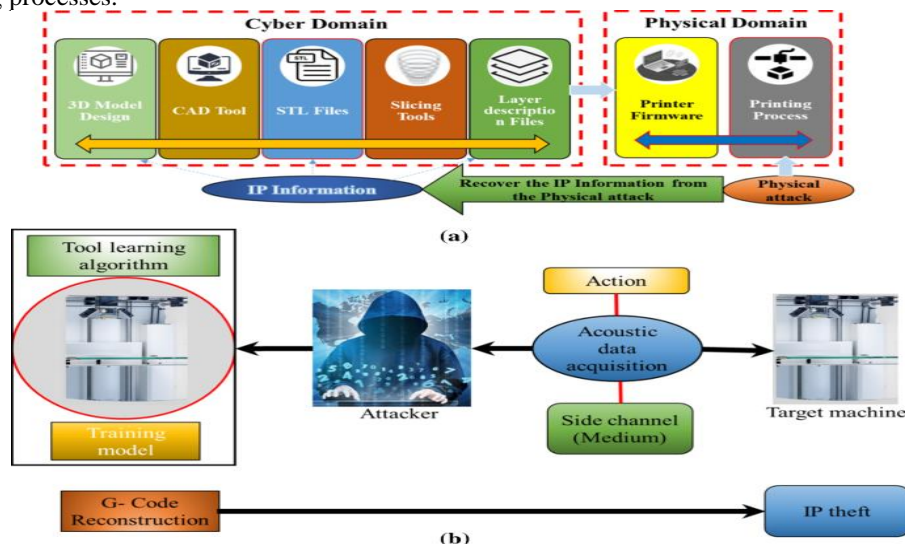 , processes.
Cyber Domain
Physical Domain
STL
3D Model
Design
CAD Tool
STL Files
Slicing
Tools
Layer
descriptio
n Files
Printer
Firmware
Printing
Process
IP Information
Recover the IP Information from
the Physical attack
Physical
attack
(a)
Tool learning
algorithm
Training
model
Attacker
Action
Acoustic
data
acquisition
Side channel
(Medium)
Target machine
G- Code
Reconstruction
IP theft
(b)